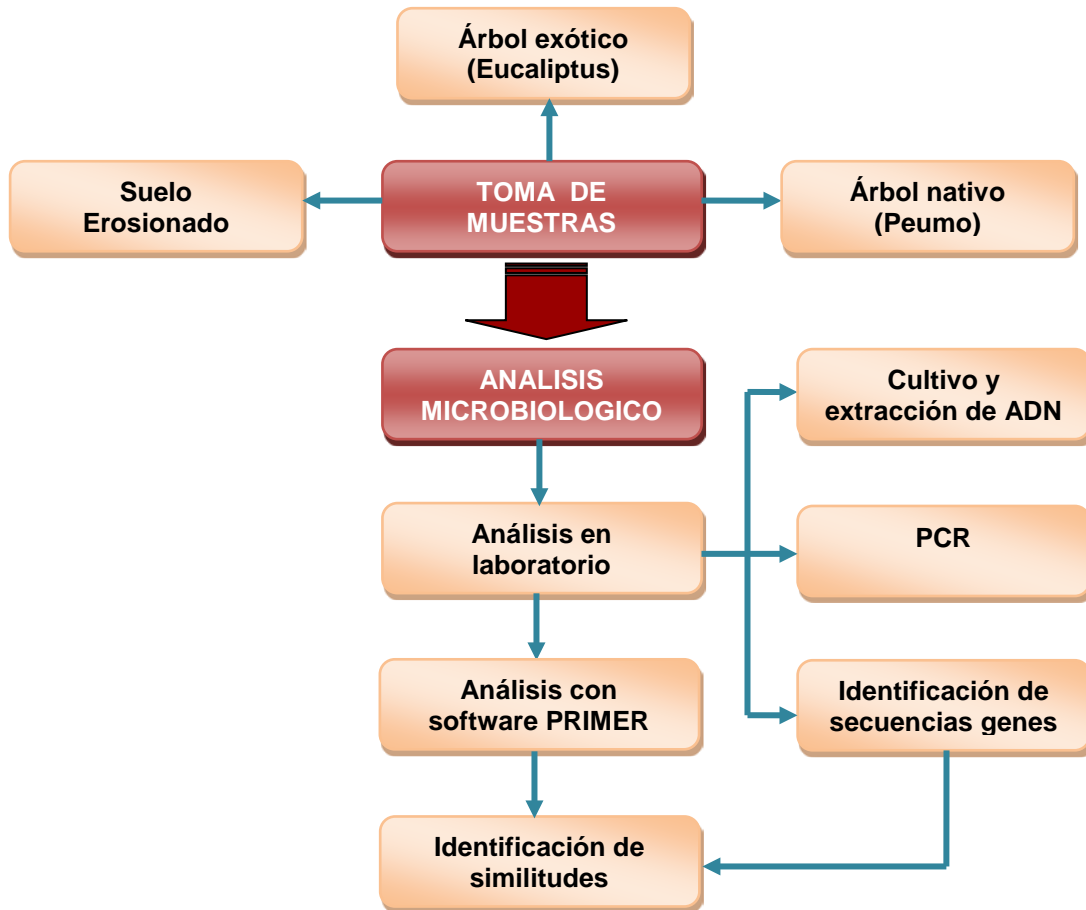 Árbol exótico
(Eucaliptus)
Suelo
Erosionado
TOMA DE
MUESTRAS
Árbol nativo
(Peumo)
ANALISIS
MICROBIOLOGICO
Cultivo y
extracción de ADN
Análisis en
laboratorio
PCR
Análisis con
software PRIMER
Identificación de
secuencias genes
Identificación de
similitudes